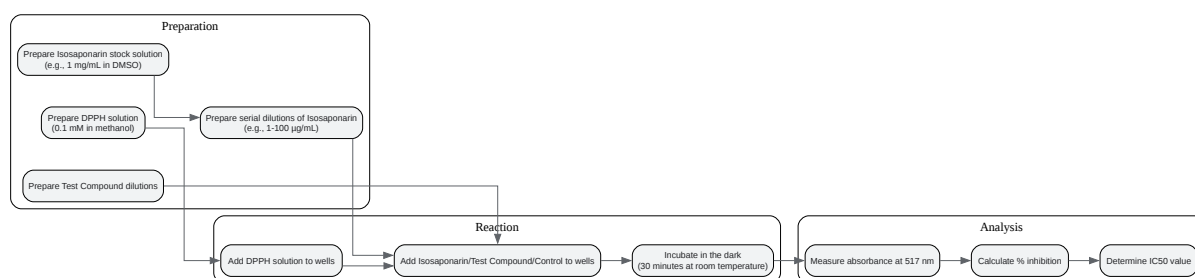 Preparation
Prepare Isosaponarin stock solution
(e.g., 1 mg/mL in DMSO)
Prepare DPPH solution
(0.1 mM in methanol)
Prepare serial dilutions of Isosaponarin
(e.g., 1-100 µg/mL)
Prepare Test Compound dilutions
Reaction
Add DPPH solution to wells
Add Isosaponarin/Test Compound/Control to wells
Incubate in the dark
(30 minutes at room temperature)
Analysis
Measure absorbance at 517 nm
Calculate % inhibition
Determine IC50 value